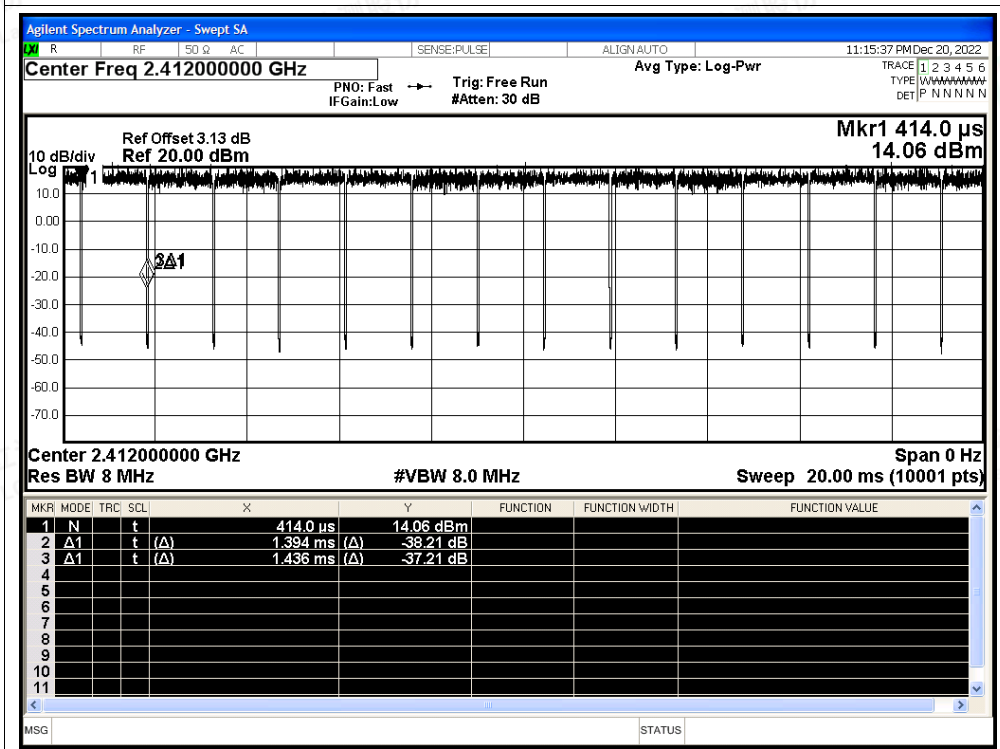 Agilent Spectrum Analyzer - Swept SA
LXI R RF 50 Ω AC SENSE:PULSE ALIGN AUTO 11:15:37 PM Dec 20, 2022
Center Freq 2.412000000 GHz Avg Type: Log-Pwr TRACE 1 2 3 4 5 6
PNO: Fast Trig: Free Run TYPE
IFGain:Low #Atten: 30 dB DET P N N N N N
Mkr1 414.0 µs
14.06 dBm
Ref Offset 3.13 dB
10 dB/div Ref 20.00 dBm
Log
1
10.0
0.00
-10.0
3Δ1
-20.0
-30.0
-40.0
-50.0
-60.0
-70.0
Center 2.412000000 GHz Span 0 Hz
Res BW 8 MHz #VBW 8.0 MHz Sweep 20.00 ms (10001 pts)
MKR MODE TRC SCL X Y FUNCTION FUNCTION WIDTH FUNCTION VALUE
1 N t 414.0 µs 14.06 dBm
2 Δ1 t (Δ) 1.394 ms (Δ) -38.21 dB
3 Δ1 t (Δ) 1.436 ms (Δ) -37.21 dB
4
5
6
7
8
9
10
11
MSG STATUS